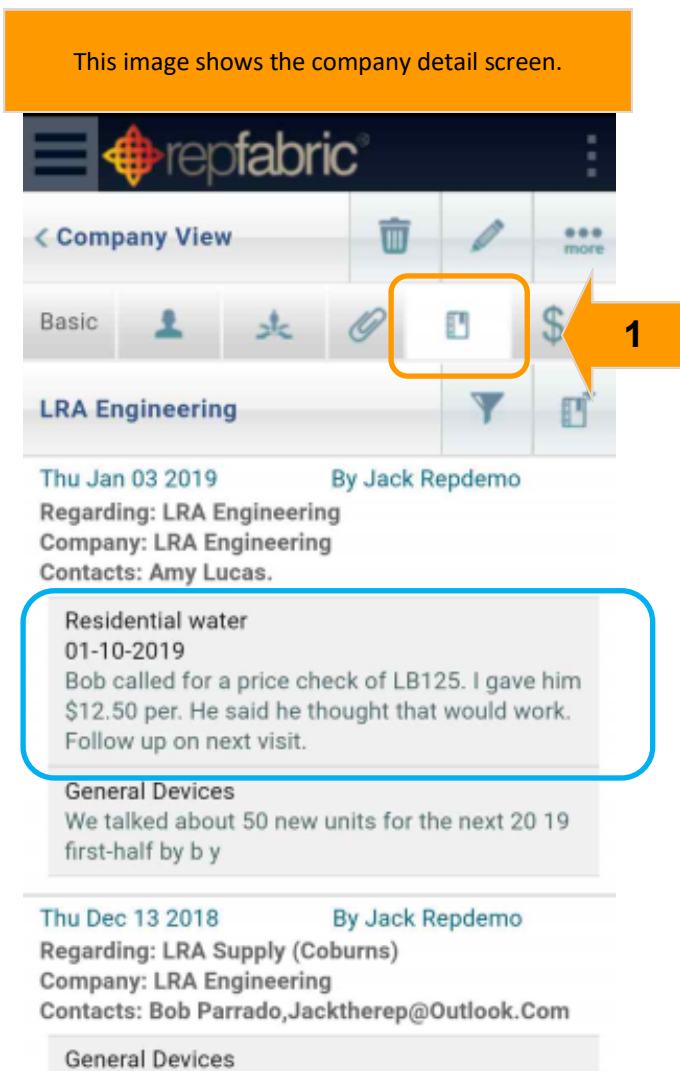 This image shows the company detail screen.
repfabric®
< Company View
more
Basic
$
1
LRA Engineering
Thu Jan 03 2019 By Jack Repdemo
Regarding: LRA Engineering
Company: LRA Engineering
Contacts: Amy Lucas.
Residential water
01-10-2019
Bob called for a price check of LB125. I gave him
$12.50 per. He said he thought that would work.
Follow up on next visit.
General Devices
We talked about 50 new units for the next 20 19
first-half by b y
Thu Dec 13 2018 By Jack Repdemo
Regarding: LRA Supply (Coburns)
Company: LRA Engineering
Contacts: Bob Parrado,Jacktherep@Outlook.Com
General Devices